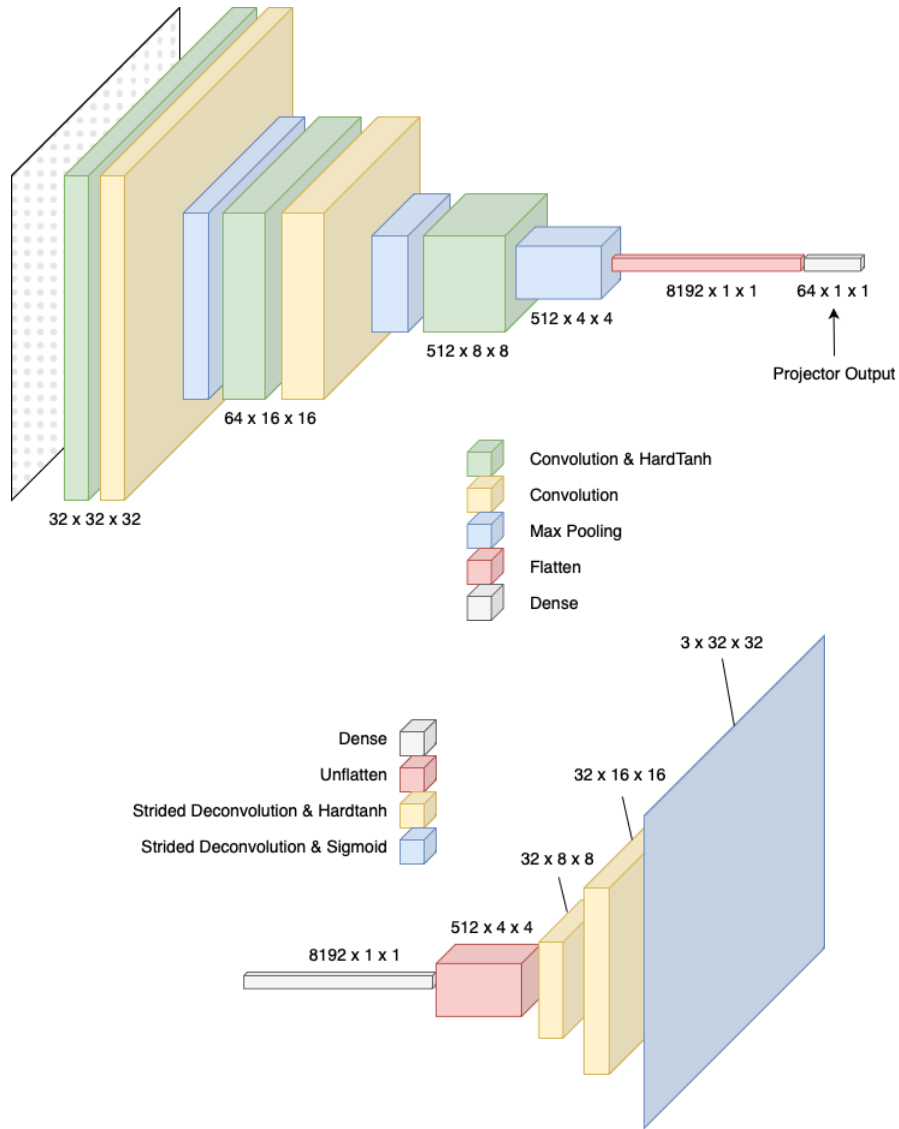 8192 x 1 x 1
64 x 1 x 1
512 x 4 x 4
512 x 8 x 8
Projector Output
64 x 16 x 16
32 x 32 x 32
Convolution & HardTanh
Convolution
Max Pooling
Flatten
Dense
3 x 32 x 32
Dense
Unflatten
Strided Deconvolution & Hardtanh
Strided Deconvolution & Sigmoid
32 x 16 x 16
32 x 8 x 8
512 x 4 x 4
8192 x 1 x 1